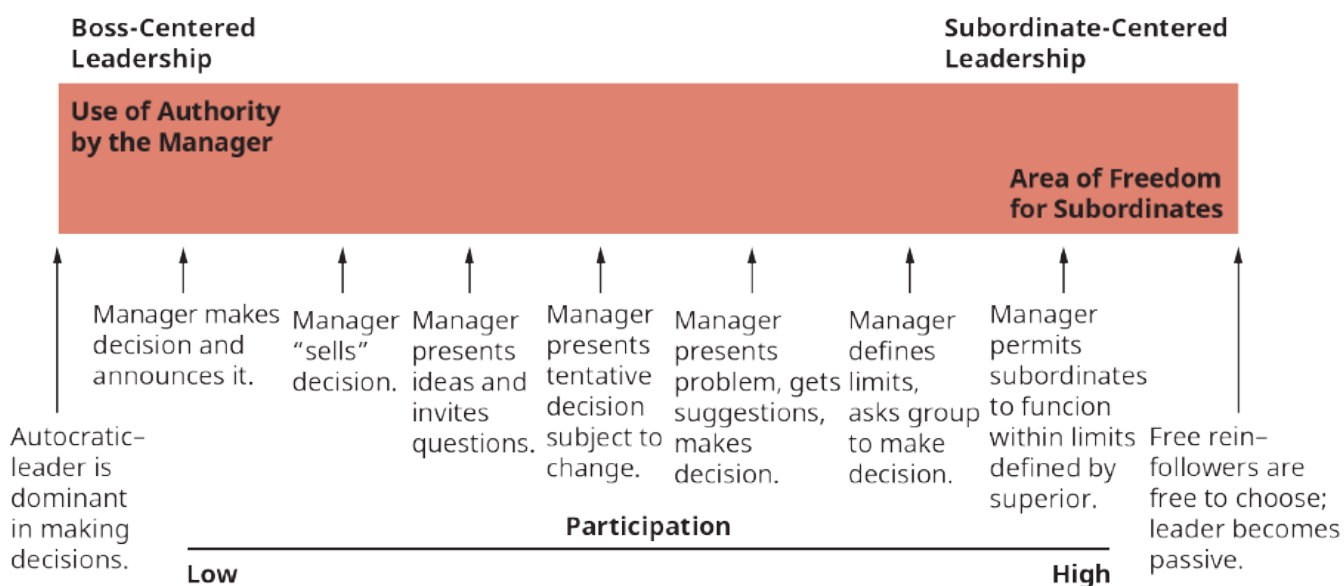 Boss-Centered
Leadership
Subordinate-Centered
Leadership
Use of Authority
by the Manager
Area of Freedom
for Subordinates
Autocratic–
leader is
dominant
in making
decisions.
Manager makes
decision and
announces it.
Manager
“sells”
decision.
Manager
presents
ideas and
invites
questions.
Manager
presents
tentative
decision
subject to
change.
Manager
presents
problem, gets
suggestions,
makes
decision.
Manager
defines
limits,
asks group
to make
decision.
Manager
permits
subordinates
to funcion
within limits
defined by
superior.
Free rein–
followers are
free to choose;
leader becomes
passive.
Participation
Low
High